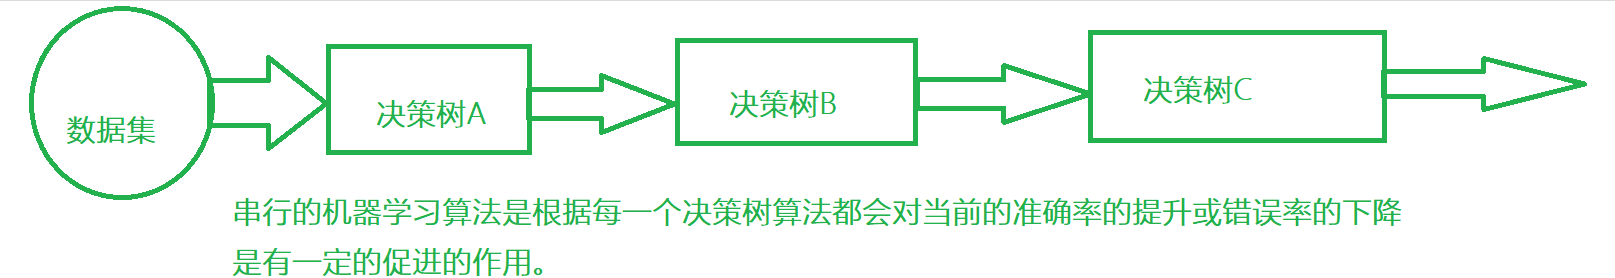 数据集
决策树A
决策树B
决策树C
串行的机器学习算法是根据每一个决策树算法都会对当前的准确率的提升或错误率的下降
是有一定的促进的作用。